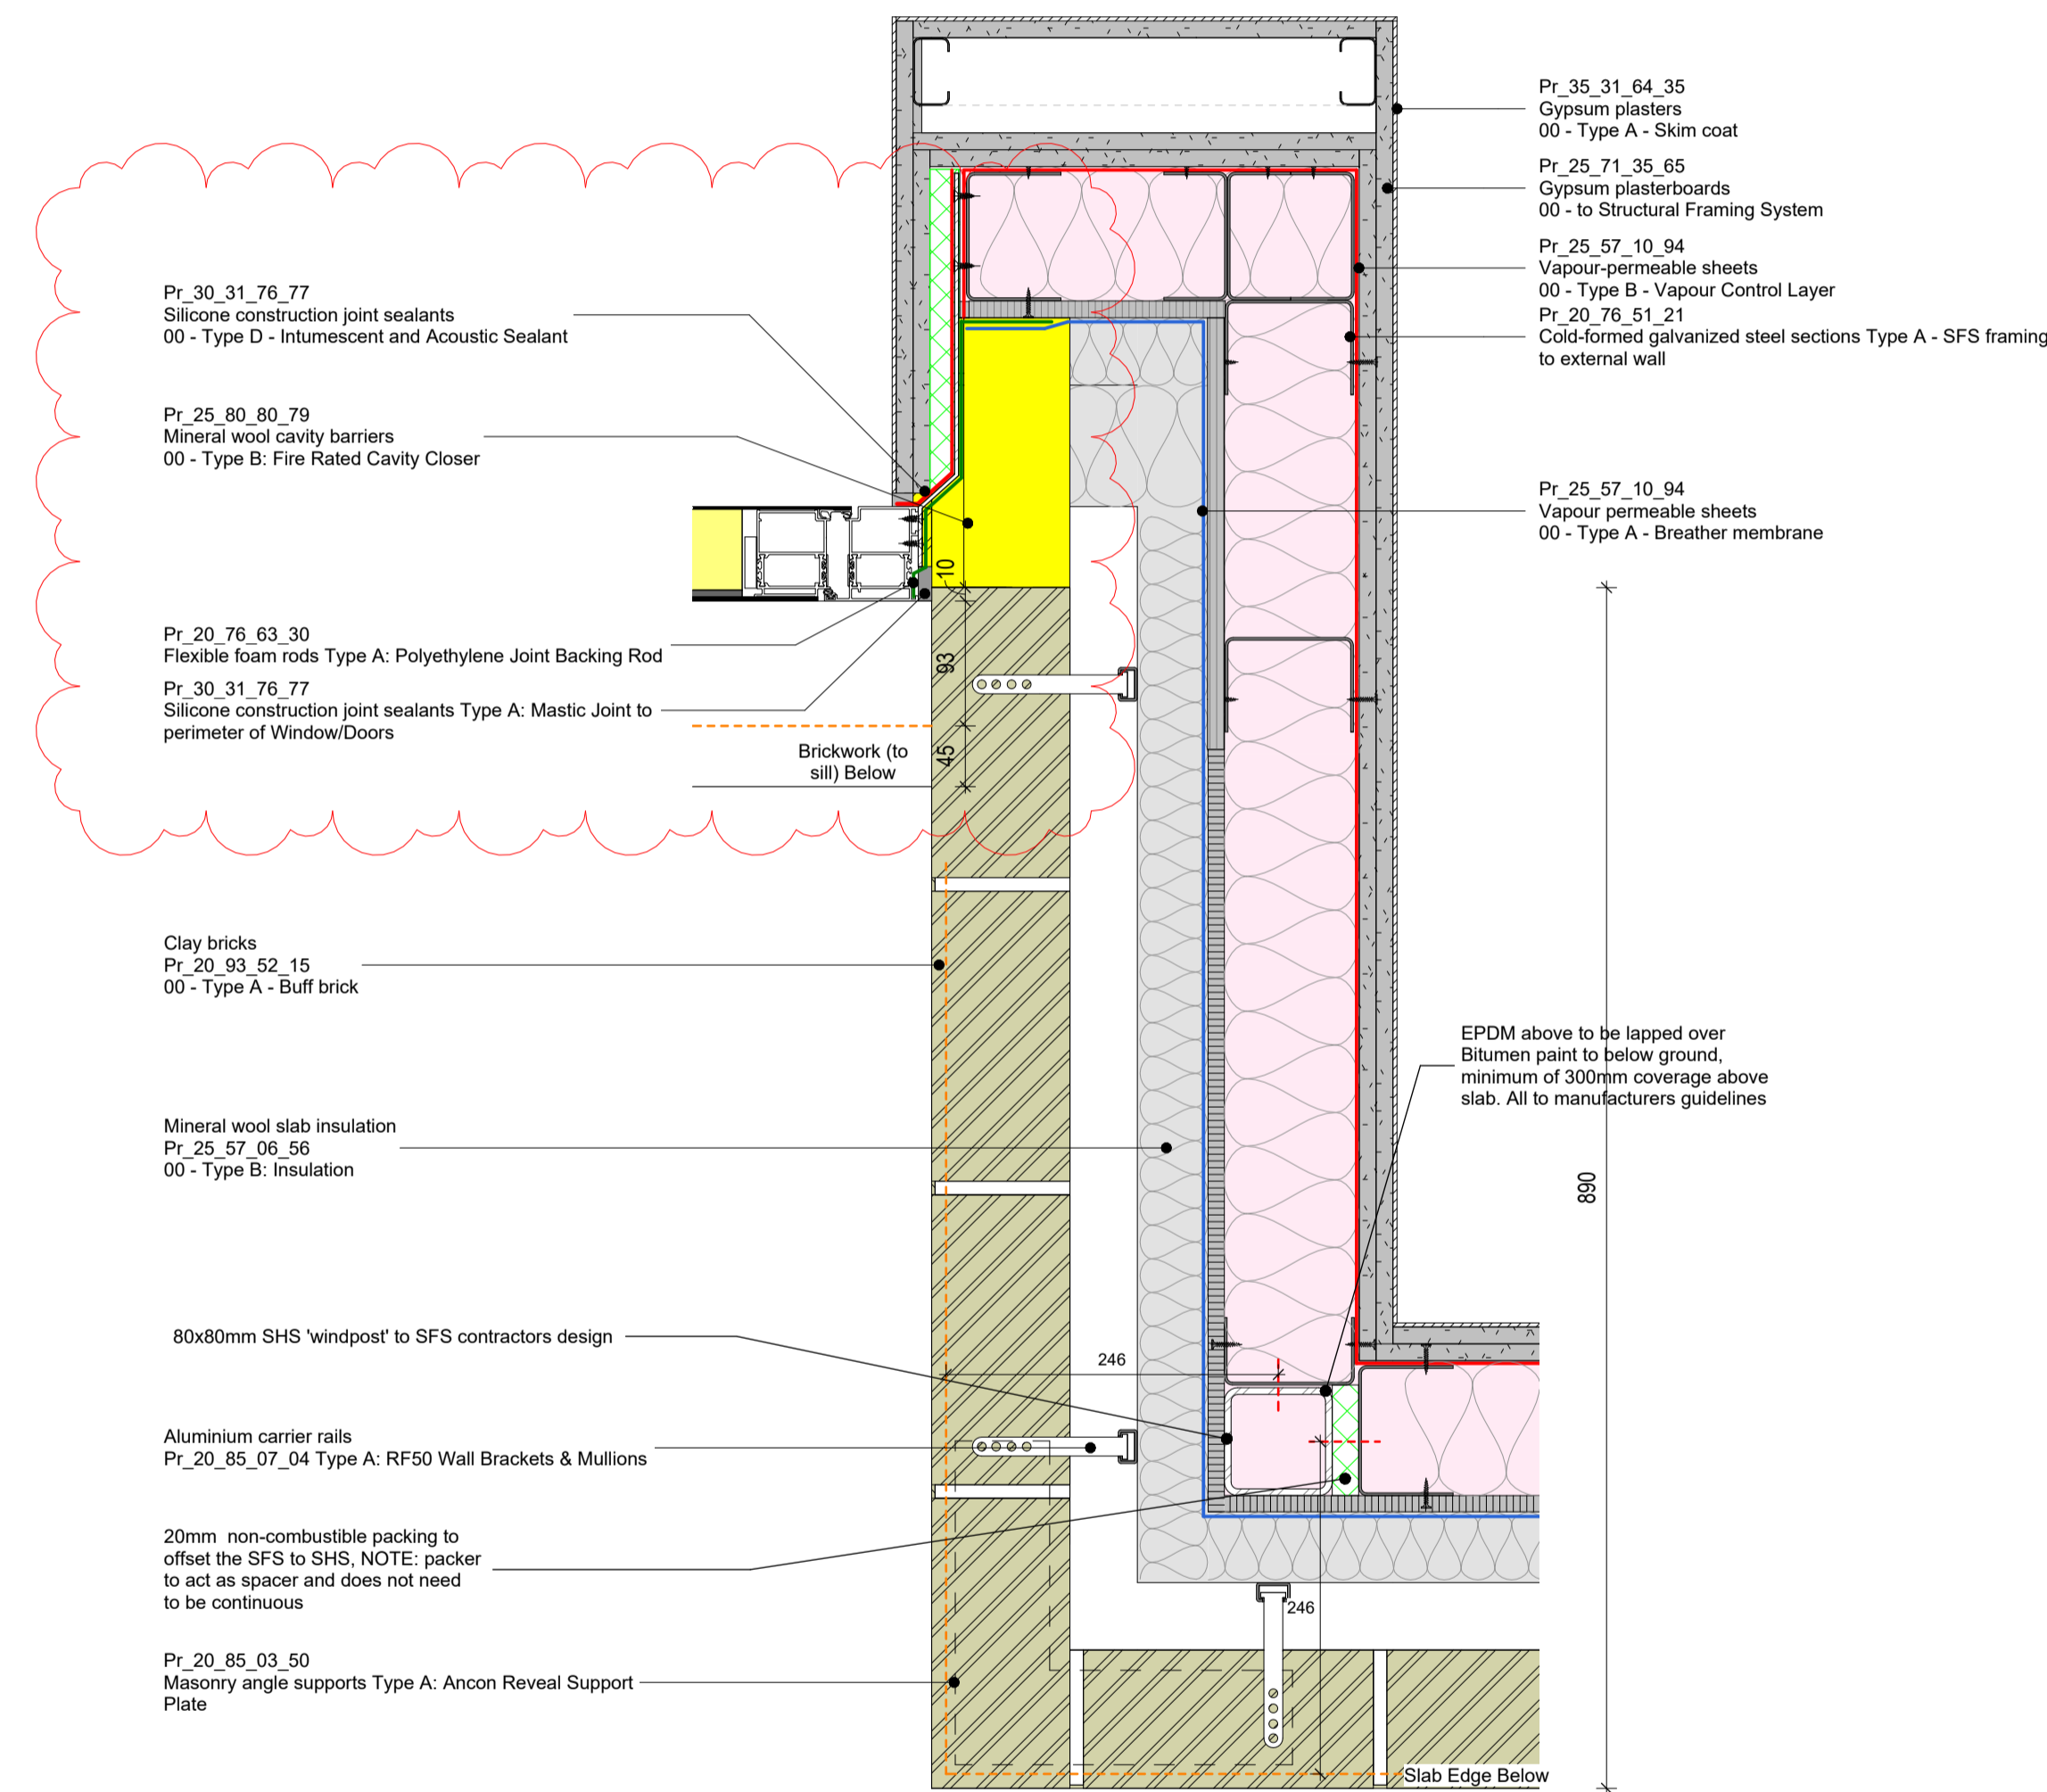 Pr_35_31_64_35
Gypsum plasters
00 - Type A - Skim coat
Pr_25_71_35_65
Gypsum plasterboards
00 - to Structural Framing System
Pr_25_57_10_94
Vapour-permeable sheets
00 - Type B - Vapour Control Layer
Pr_20_76_51_21
Cold-formed galvanized steel sections Type A - SFS framing
to external wall
Pr_30_31_76_77
Silicone construction joint sealants
00 - Type D - Intumescent and Acoustic Sealant
Pr_25_80_80_79
Mineral wool cavity barriers
00 - Type B: Fire Rated Cavity Closer
Pr_25_57_10_94
Vapour permeable sheets
00 - Type A - Breather membrane
10
Pr_20_76_63_30
Flexible foam rods Type A: Polyethylene Joint Backing Rod
93
Pr_30_31_76_77
Silicone construction joint sealants Type A: Mastic Joint to
perimeter of Window/Doors
Brickwork (to
sill) Below
45
Clay bricks
Pr_20_93_52_15
00 - Type A - Buff brick
EPDM above to be lapped over
Bitumen paint to below ground,
minimum of 300mm coverage above
slab. All to manufacturers guidelines
Mineral wool slab insulation
Pr_25_57_06_56
00 - Type B: Insulation
890
80x80mm SHS 'windpost' to SFS contractors design
246
Aluminium carrier rails
Pr_20_85_07_04 Type A: RF50 Wall Brackets & Mullions
20mm non-combustible packing to
offset the SFS to SHS, NOTE: packer
to act as spacer and does not need
to be continuous
246
Pr_20_85_03_50
Masonry angle supports Type A: Ancon Reveal Support
Plate
Slab Edge Below